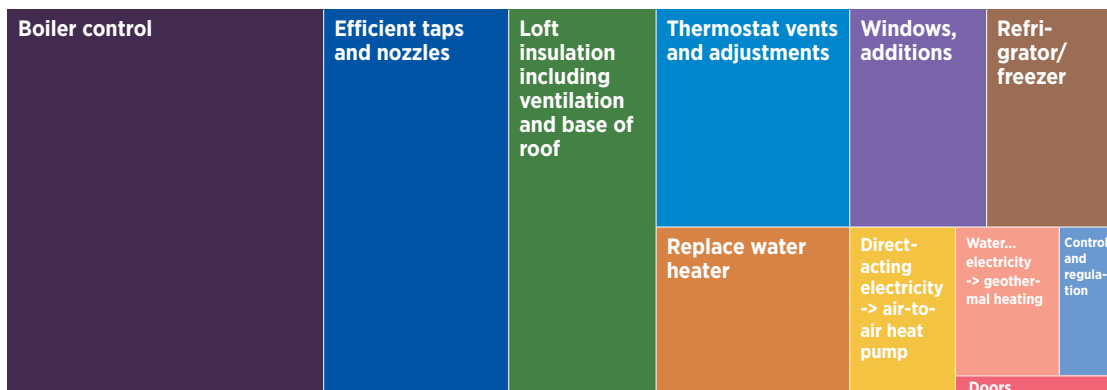 Boiler control
Efficient taps
and nozzles
Loft
insulation
including
ventilation
and base of
roof
Thermostat vents
and adjustments
Windows,
additions
Refri-
grator/
freezer
Replace water
heater
Direct-
acting
electricity
-> air-to-
air heat
pump
Water...
electricity
-> geother-
mal heating
Control
and
regula-
tion
Doors